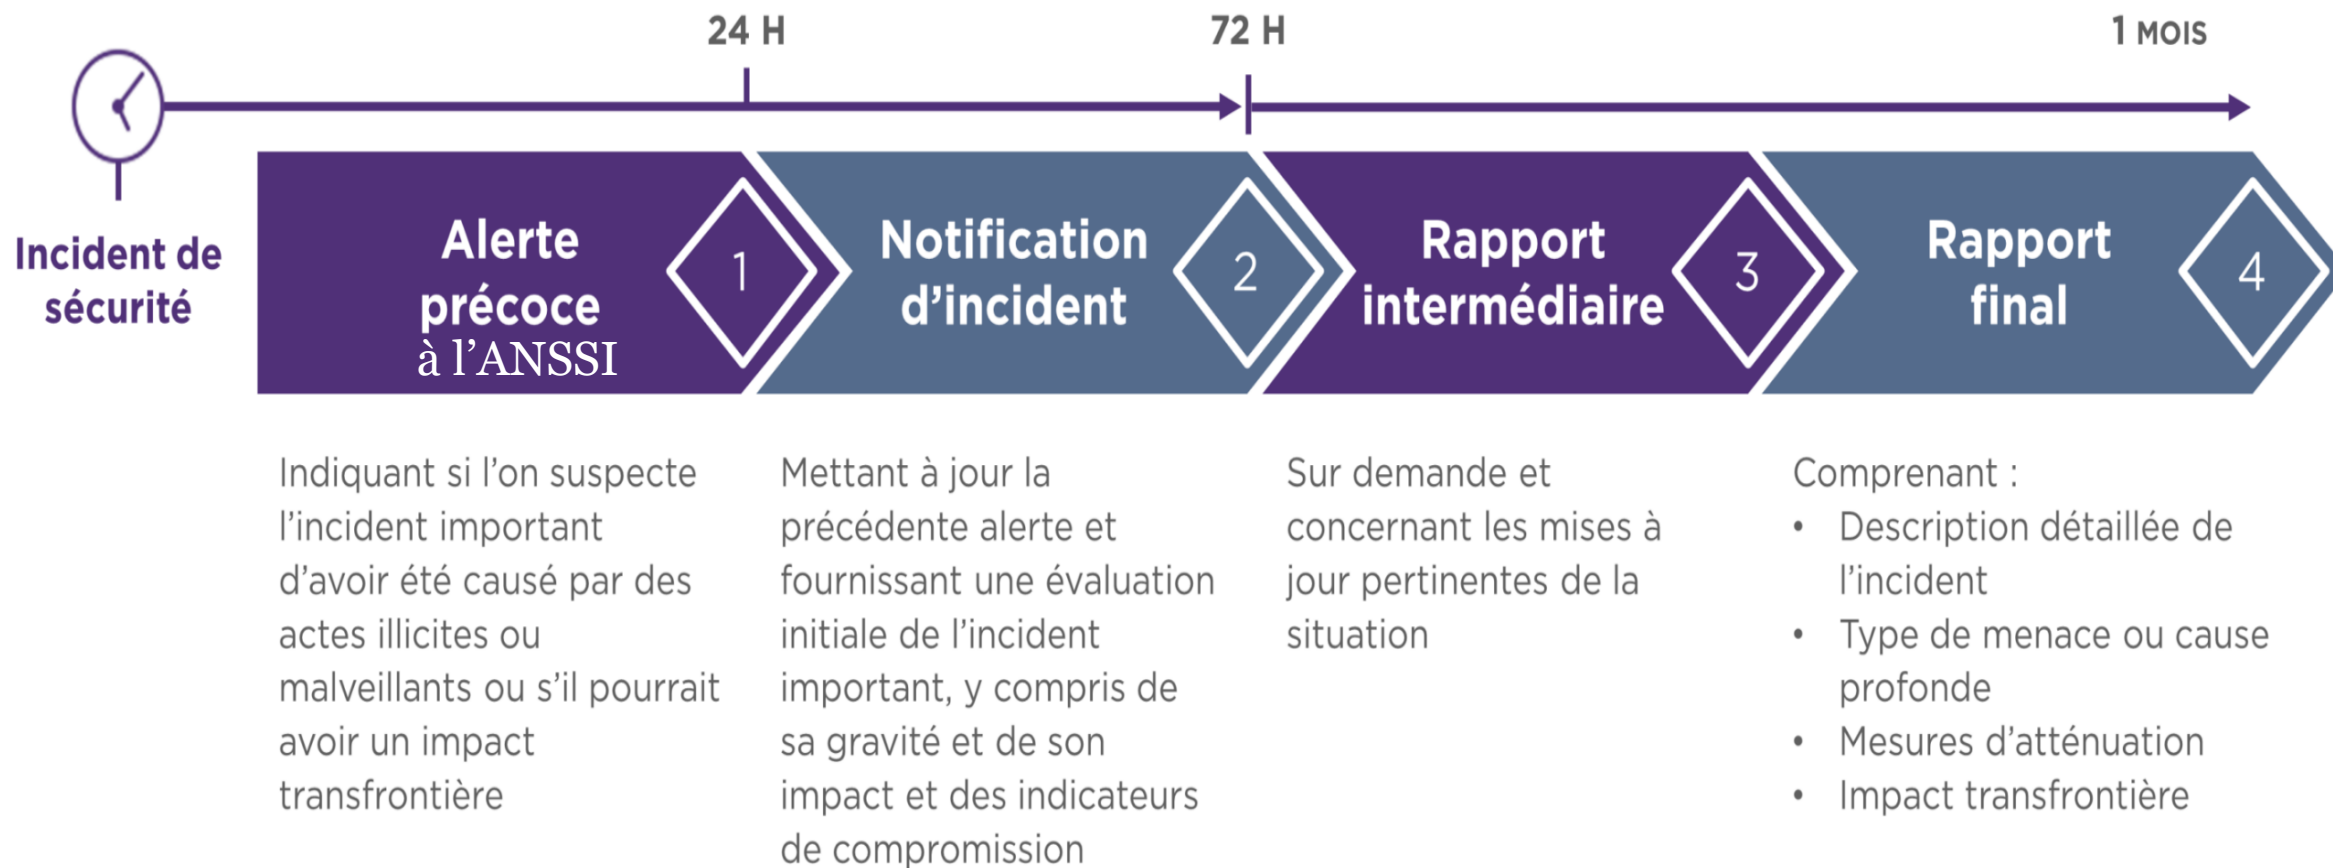 24 H
72 H
1 MOIS
Incident de
sécurité
Alerte
précoce
à l’ANSSI
1
Notification
d’incident
2
Rapport
intermédiaire
3
Rapport
final
4
Indiquant si l’on suspecte
l’incident important
d’avoir été causé par des
actes illicites ou
malveillants ou s’il pourrait
avoir un impact
transfrontière
Mettant à jour la
précédente alerte et
fournissant une évaluation
initiale de l’incident
important, y compris de
sa gravité et de son
impact et des indicateurs
de compromission
Sur demande et
concernant les mises à
jour pertinentes de la
situation
Comprenant :
• Description détaillée de
l’incident
• Type de menace ou cause
profonde
• Mesures d’atténuation
• Impact transfrontière